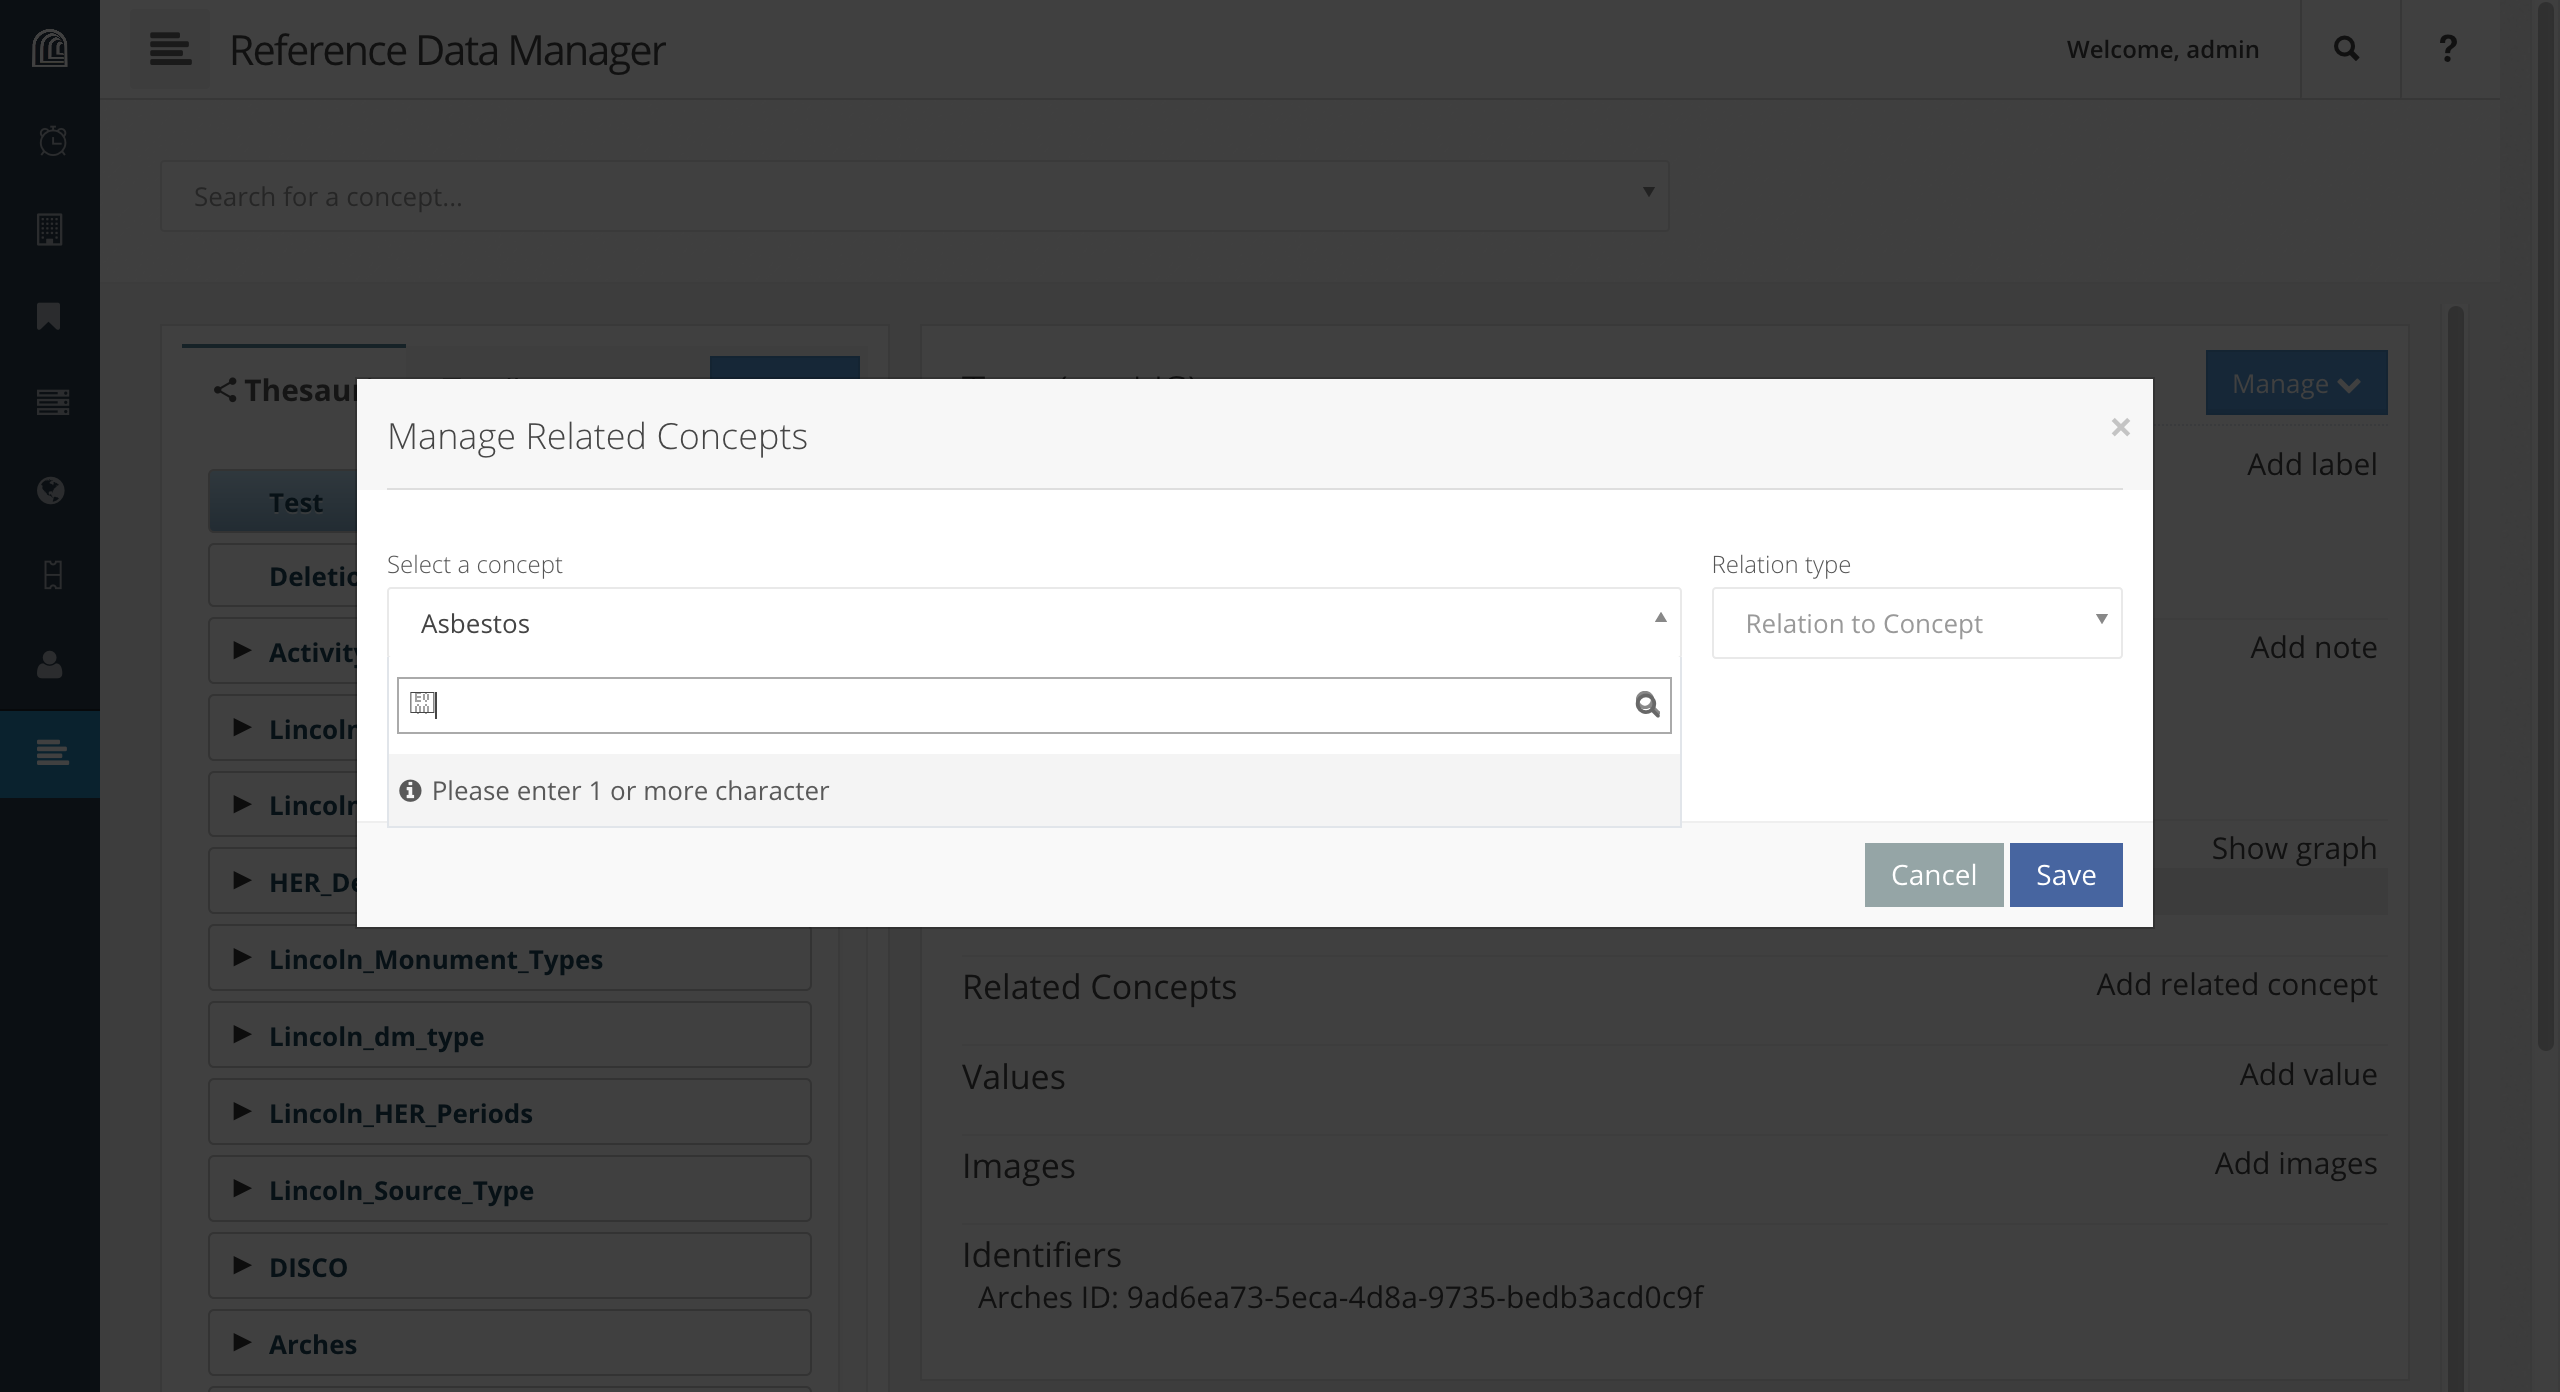 Reference Data Manager
Welcome, admin
?
Search for a concept...
Thesau
Manage
Manage Related Concepts
×
Add label
Test
Select a concept
Relation type
Deletic
Asbestos
Relation to Concept
Activity
Add note
Lincoln
Please enter 1 or more character
Lincoln
Show graph
Cancel
Save
HER_De
Lincoln_Monument_Types
Related Concepts
Add related concept
Lincoln_dm_type
Values
Add value
Lincoln_HER_Periods
Images
Add images
Lincoln_Source_Type
Identifiers
DISCO
Arches ID: 9ad6ea73-5eca-4d8a-9735-bedb3acd0c9f
Arches